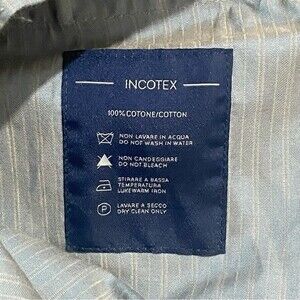 INCOTEX
100% COTONE/COTTON
NON LAVARE IN ACQUA
DO NOT WASH IN WATER
NON CANDEGGIARE
DO NOT BLEACH
STIRARE A BASSA
TEMPERATURA
LUKEWARM IRON
P
LAVARE A SECCO
DRY CLEAN ONLY